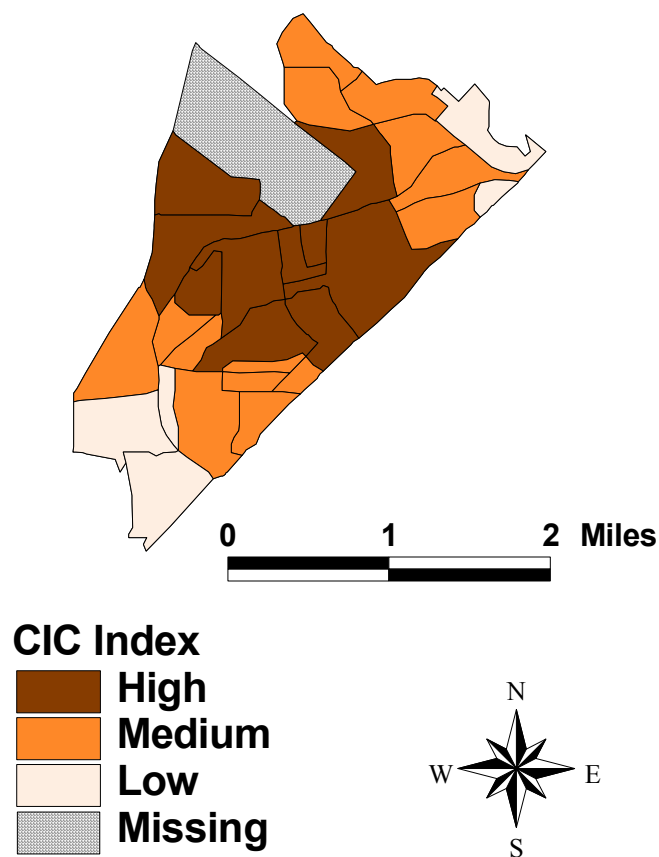 0 1 2 Miles
CIC Index
High
Medium
Low
Missing
N
W E
S